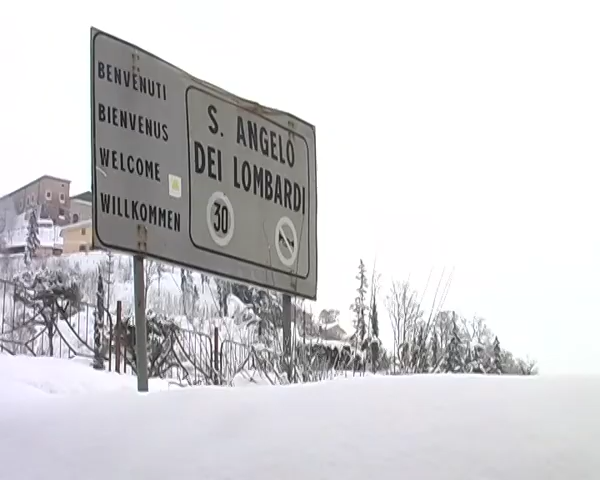 BENVENUTI
BIENVENUS
WELCOME
WILLKOMMEN
S. ANGELO
DEI LOMBARDI
30